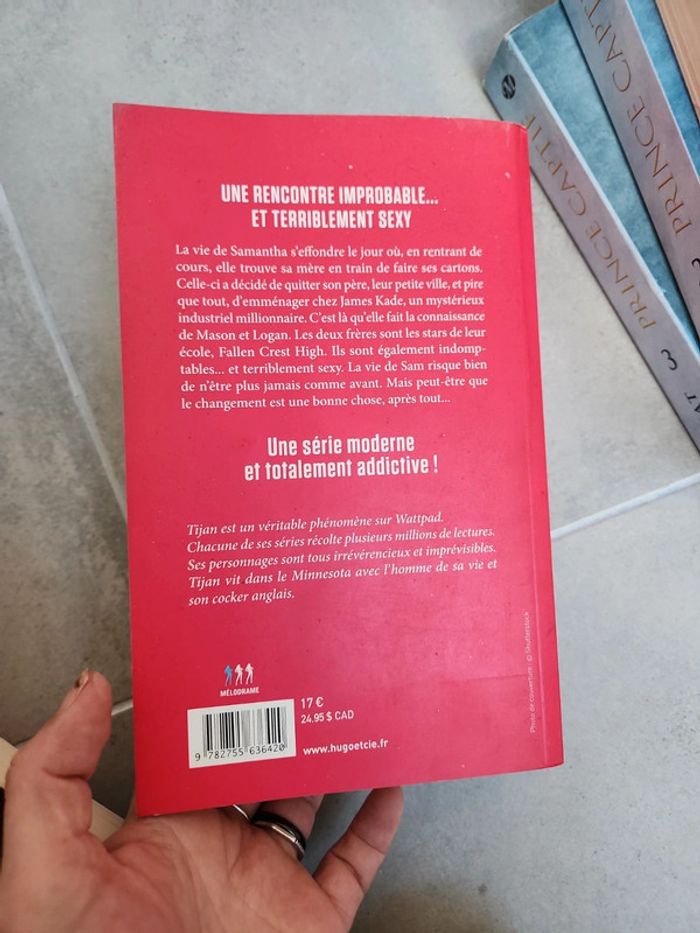 UNE RENCONTRE IMPROBABLE...
ET TERRIBLEMENT SEXY
La vie de Samantha s'effondre le jour où, en rentrant de
cours, elle trouve sa mère en train de faire ses cartons.
Celle-ci a décidé de quitter son père, leur petite ville, et pire
que tout, d'emménager chez James Kade, un mystérieux
industriel millionnaire. C'est là qu'elle fait la connaissance
de Mason et Logan. Les deux frères sont les stars de leur
école, Fallen Crest High. Ils sont également indomp-
tables... et terriblement sexy. La vie de Sam risque bien
de n'être plus jamais comme avant. Mais peut-être que
le changement est une bonne chose, après tout...
Une série moderne
et totalement addictive !
Tijan est un véritable phénomène sur Wattpad.
Chacune de ses séries récolte plusieurs millions de lectures.
Ses personnages sont tous irrévérencieux et imprévisibles.
Tijan vit dans le Minnesota avec l'homme de sa vie et
son cocker anglais.
MÉLODRAME
17 €
24.95 $ CAD
9 782755 636420
www.hugoetcie.fr
Photo de couverture : © Shutterstock
PRINCE CAPTIF
3
PRINCE CAPTI